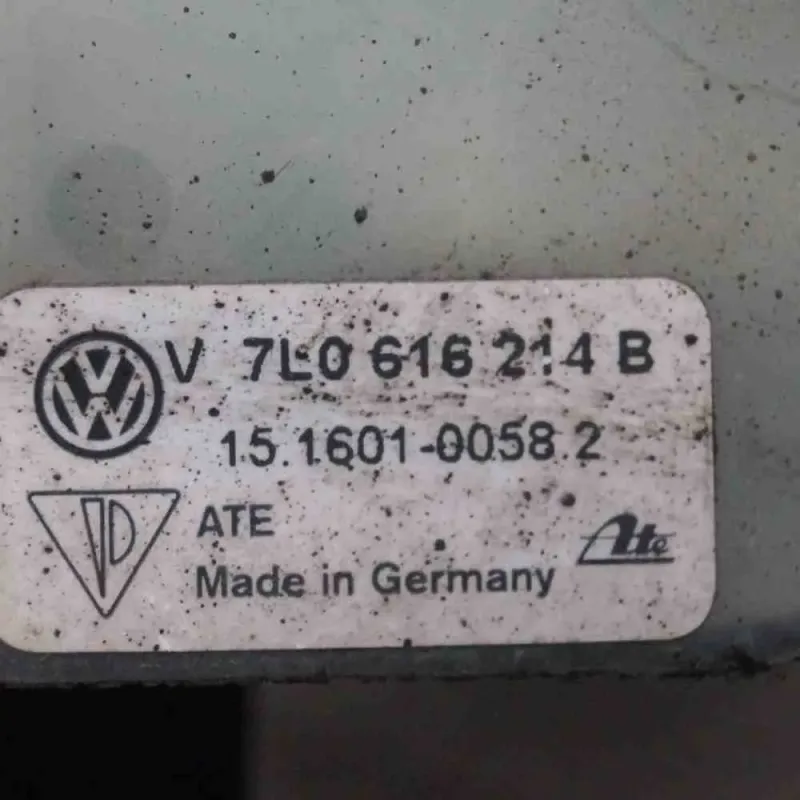 V 7L0 616 214 B
15.1601-0058.2
ATE
Ate
Made in Germany